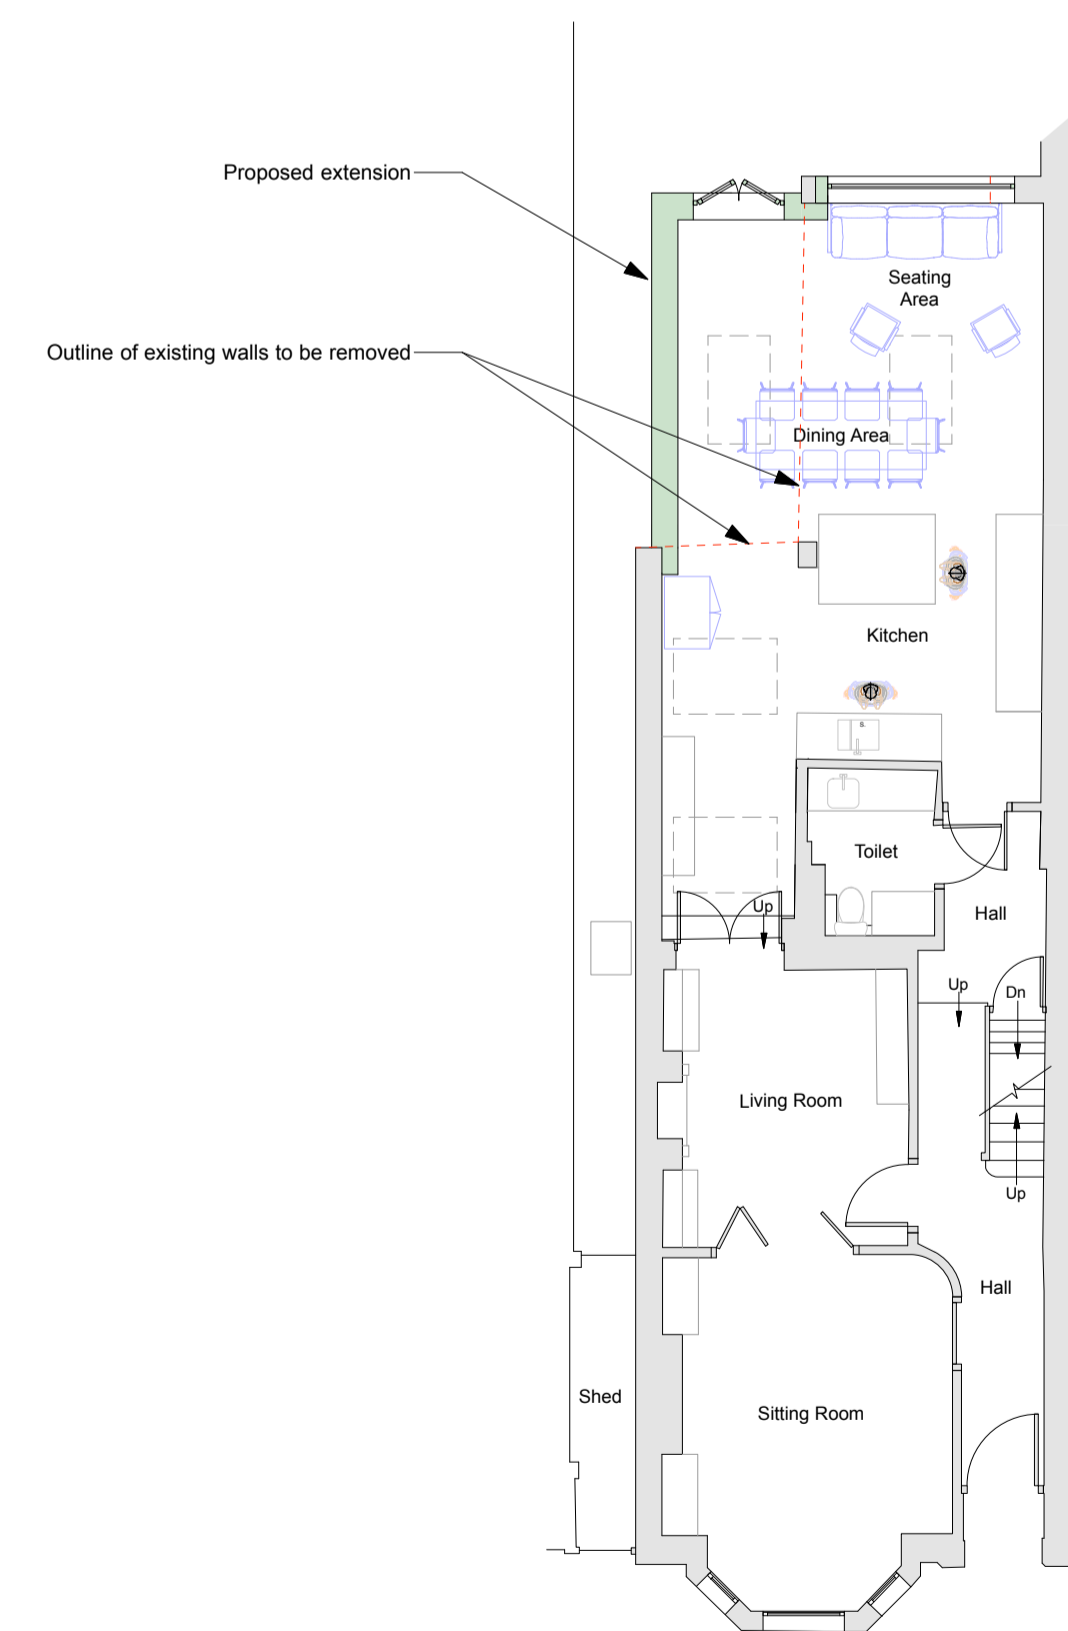 Proposed extension
Outline of existing walls to be removed
Seating
Area
Dining Area
Kitchen
S.
Toilet
Up
Hall
Up
Dn
Living Room
Up
Hall
Shed
Sitting Room